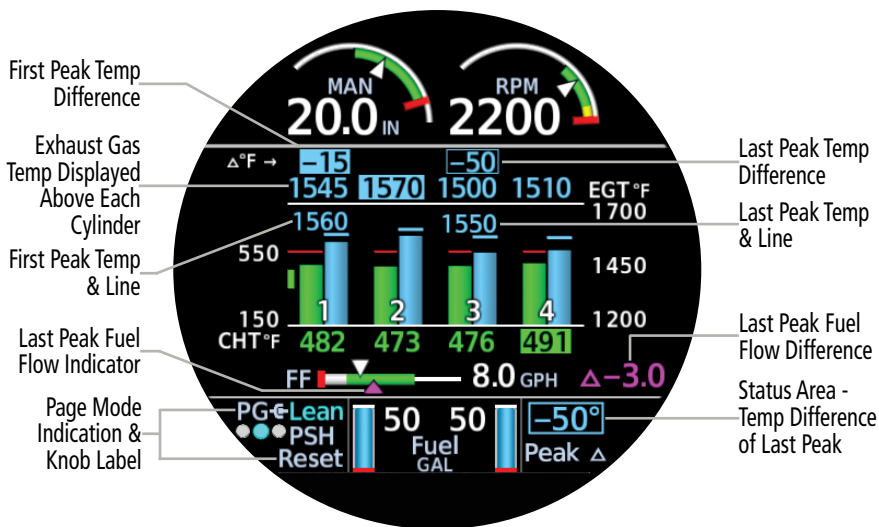 First Peak Temp
Difference
Exhaust Gas
Temp Displayed
Above Each
Cylinder
First Peak Temp
& Line
Last Peak Fuel
Flow Indicator
Page Mode
Indication &
Knob Label
MAN
20.0 IN
RPM
2200
△°F → -15 -50
1545 1570 1500 1510 EGT°F
1560 1550 1700
550 1450
1 2 3 4
150 1200
CHT°F 482 473 476 491
FF 8.0 GPH △-3.0
PG Lean
PSH
Reset
50 50
Fuel
GAL
-50°
Peak △
Last Peak Temp
Difference
Last Peak Temp
& Line
Last Peak Fuel
Flow Difference
Status Area -
Temp Difference
of Last Peak